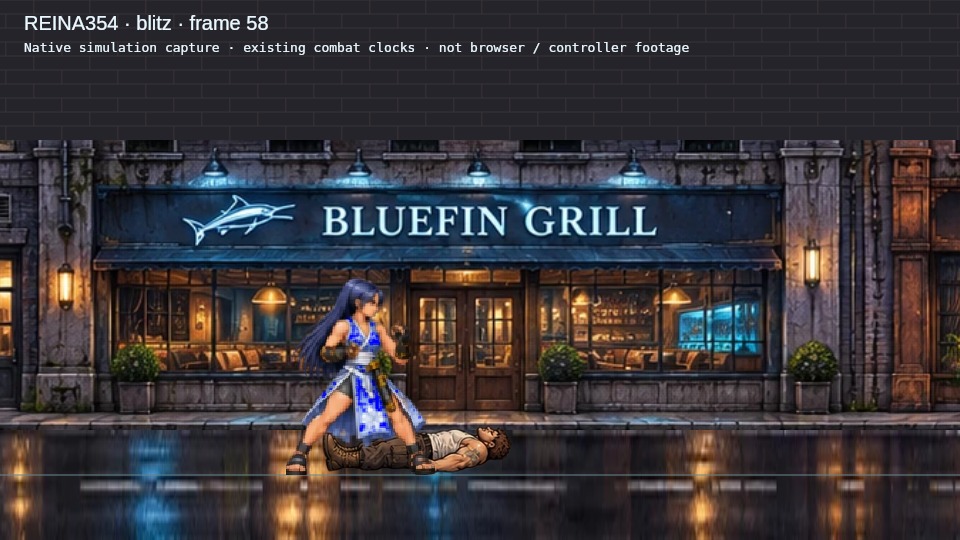 REINA354 · blitz · frame 58
Native simulation capture · existing combat clocks · not browser / controller footage
BLUEFIN GRILL